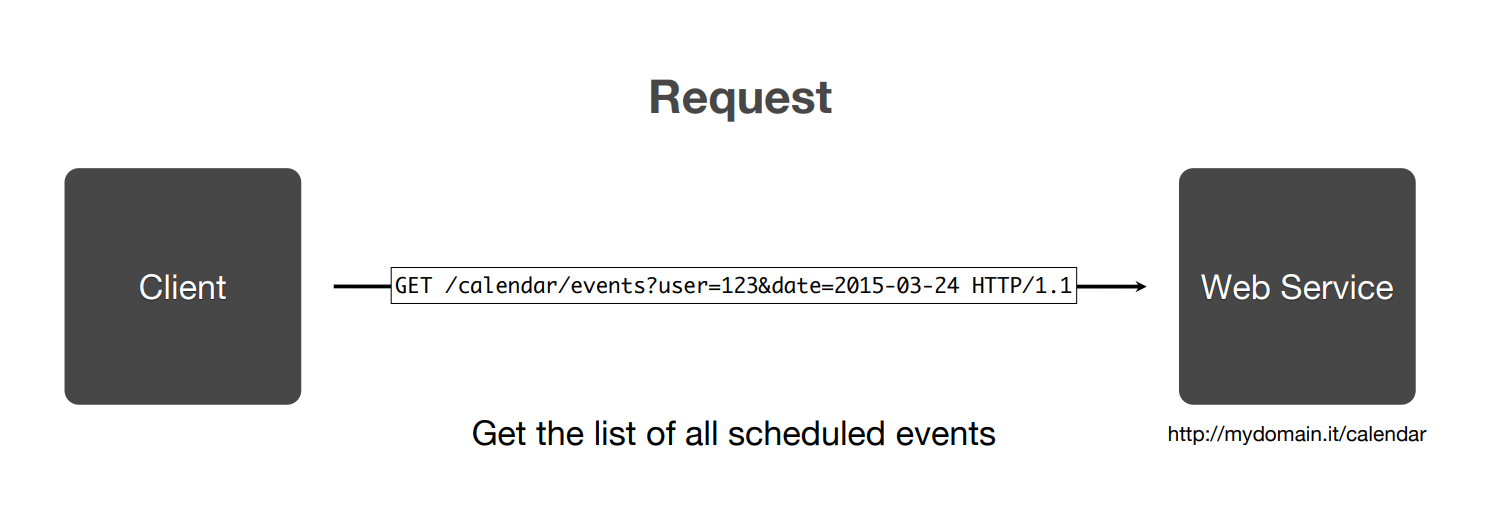 Request
Client
GET /calendar/events?user=123&date=2015-03-24 HTTP/1.1
Web Service
Get the list of all scheduled events
http://mydomain.it/calendar